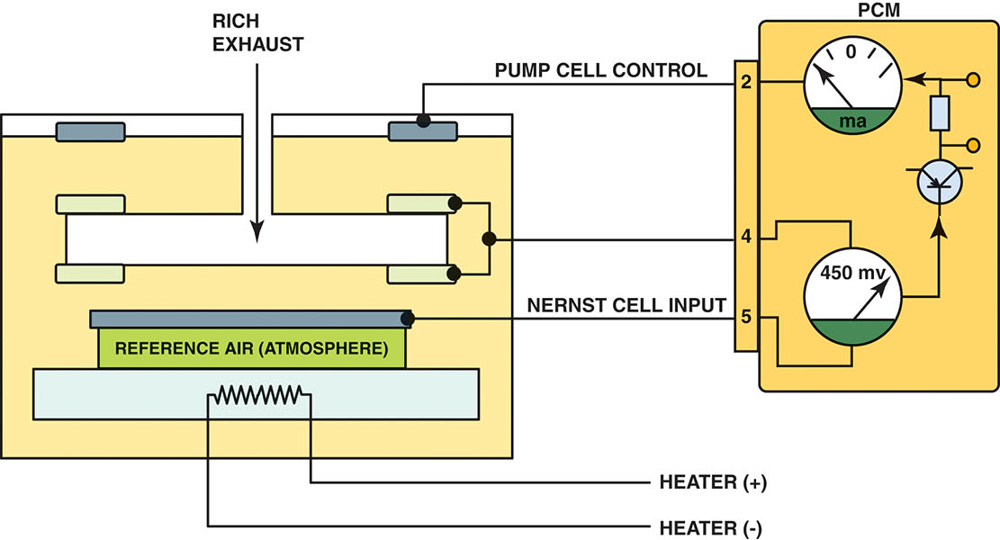 RICH
EXHAUST
PCM
PUMP CELL CONTROL
2
0
ma
4
450 mv
NERNST CELL INPUT
5
REFERENCE AIR (ATMOSPHERE)
HEATER (+)
HEATER (-)